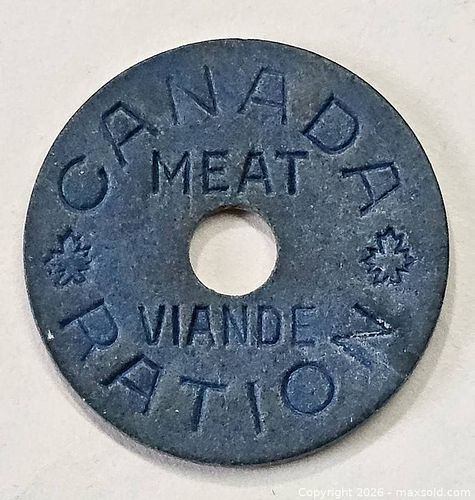 CANADA
MEAT
VIANDE
RATION
Copyright 2026 - maxsold.com